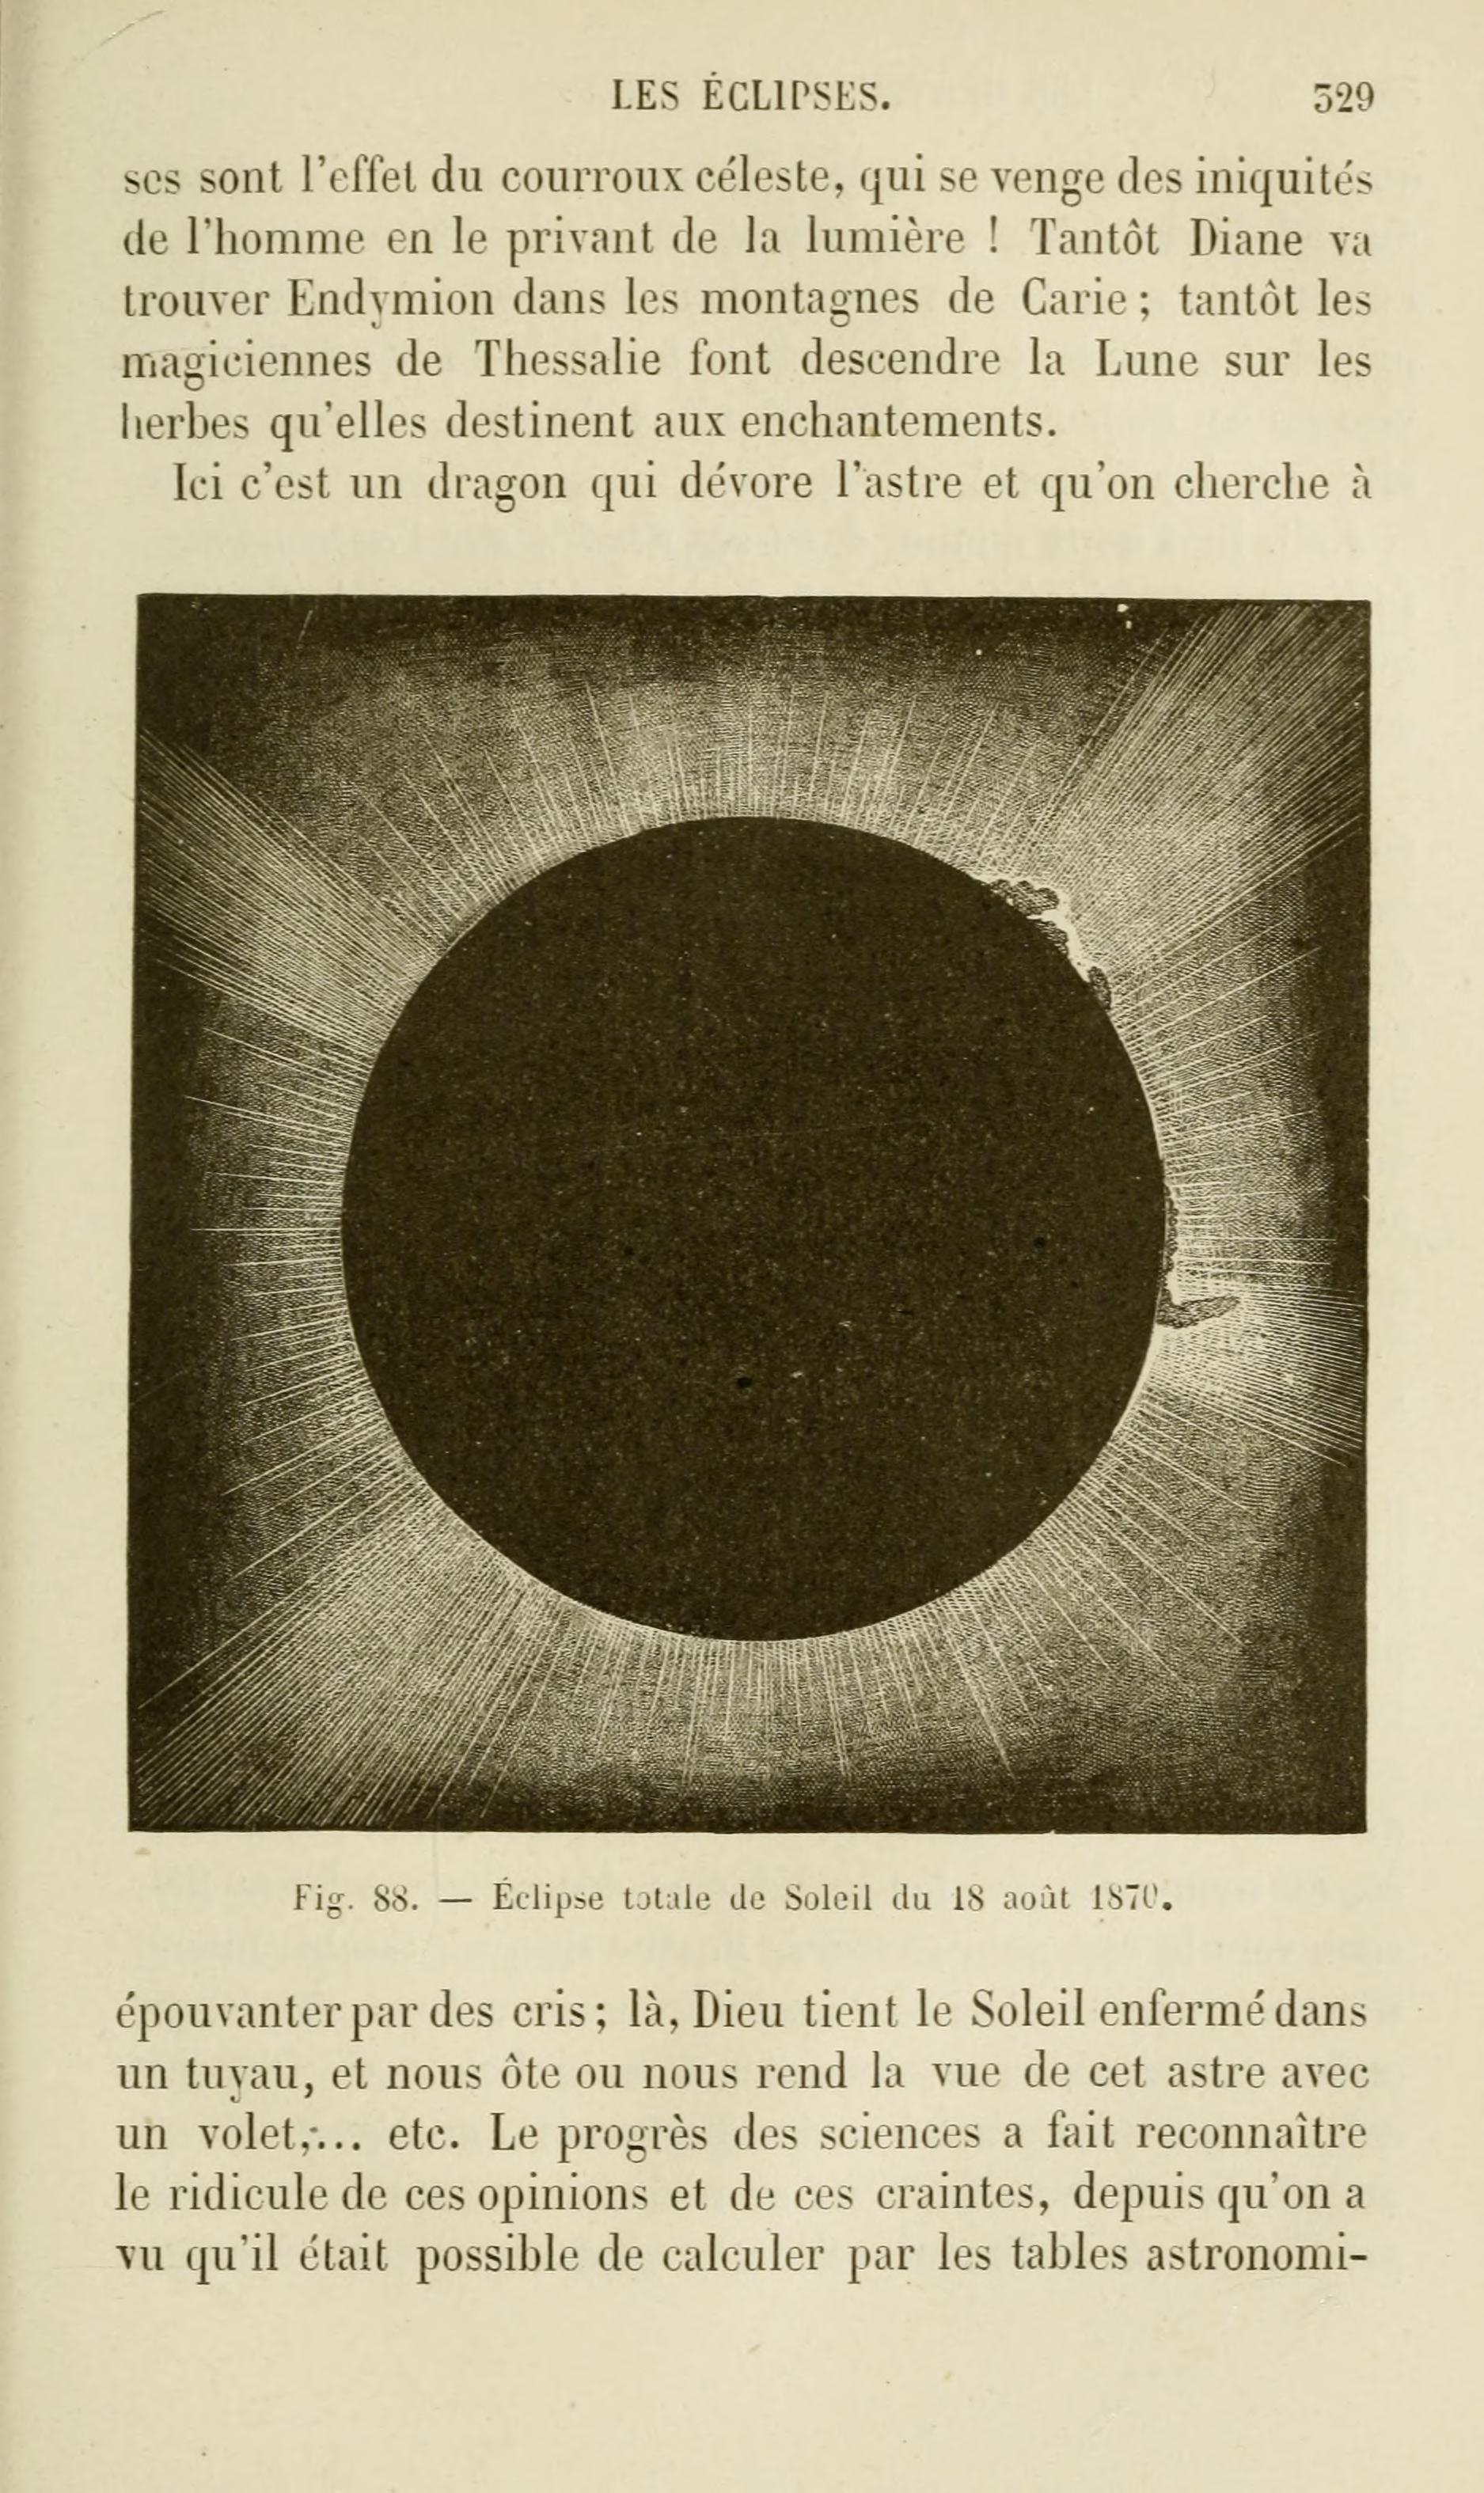 LES ÉCLIPSES.
329
ses sont l'effet du courroux céleste, qui se venge des iniquités
de l'homme en le privant de la lumière ! Tantôt Diane va
trouver Endymion dans les montagnes de Carie ; tantôt les
magiciennes de Thessalie font descendre la Lune sur les
herbes qu'elles destinent aux enchantements.
Ici c'est un dragon qui dévore l'astre et qu'on cherche à
Fig. 88. — Éclipse totale de Soleil du 18 août 1870.
épouvanter par des cris ; là, Dieu tient le Soleil enfermé dans
un tuyau, et nous ôte ou nous rend la vue de cet astre avec
un volet,... etc. Le progrès des sciences a fait reconnaître
le ridicule de ces opinions et de ces craintes, depuis qu'on a
vu qu'il était possible de calculer par les tables astronomi-